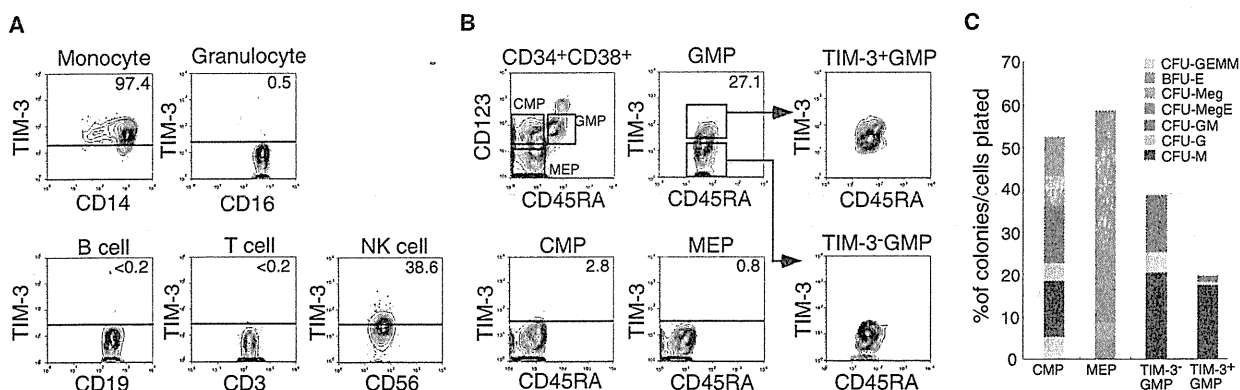 A
Monocyte
97.4
TIM-3
CD14
Granulocyte
0.5
TIM-3
CD16
B cell
<0.2
TIM-3
CD19
T cell
<0.2
TIM-3
CD3
NK cell
38.6
TIM-3
CD56
B
CD34+CD38+
CMP
GMP
MEP
CD123
CD45RA
GMP
27.1
TIM-3
CD45RA
TIM-3+GMP
TIM-3
CD45RA
CMP
2.8
TIM-3
CD45RA
MEP
0.8
TIM-3
CD45RA
TIM-3-GMP
TIM-3
CD45RA
C
%of colonies/cells plated
70
60
50
40
30
20
10
0
CFU-GEMM
BFU-E
CFU-Meg
CFU-MegE
CFU-GM
CFU-G
CFU-M
CMP
MEP
TIM-3-
GMP
TIM-3+
GMP